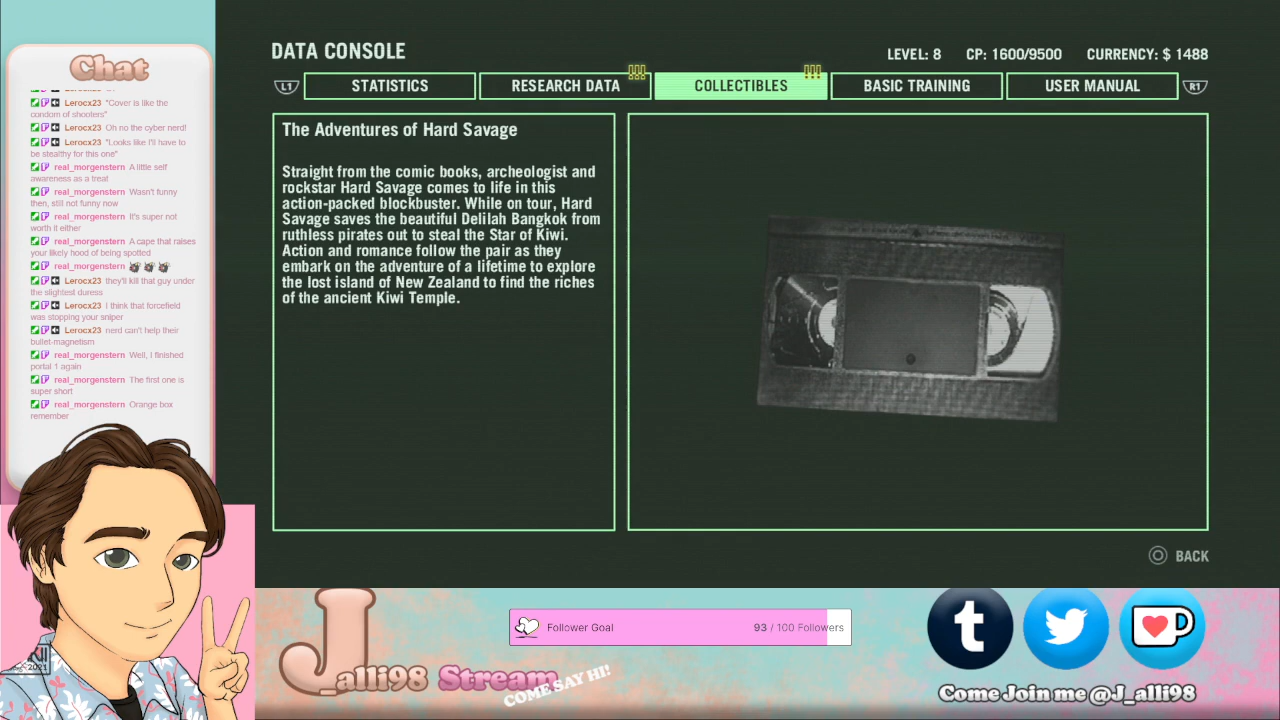 Chat
Lerocx23 "Cover is like the
condom of shooters"
Lerocx23 Oh no the cyber nerd!
Lerocx23 "Looks like I'll have to
be stealthy for this one"
real_morgenstern A little self
awareness as a treat
real_morgenstern Wasn't funny
then, still not funny now
real_morgenstern It's super not
worth it either
real_morgenstern A cape that raises
your likely hood of being spotted
real_morgenstern
Lerocx23 they'll kill that guy under
the slightest duress
Lerocx23 I think that forcefield
was stopping your sniper
Lerocx23 nerd can't help their
bullet-magnetism
real_morgenstern Well, I finished
portal 1 again
real_morgenstern The first one is
super short
real_morgenstern Orange box
remember
DATA CONSOLE
LEVEL: 8 CP: 1600/9500 CURRENCY: $ 1488
L1 STATISTICS RESEARCH DATA COLLECTIBLES BASIC TRAINING USER MANUAL R1
The Adventures of Hard Savage
Straight from the comic books, archeologist and
rockstar Hard Savage comes to life in this
action-packed blockbuster. While on tour, Hard
Savage saves the beautiful Delilah Bangkok from
ruthless pirates out to steal the Star of Kiwi.
Action and romance follow the pair as they
embark on the adventure of a lifetime to explore
the lost island of New Zealand to find the riches
of the ancient Kiwi Temple.
BACK
2021
J_alli98 Stream
COME SAY HI!
Follower Goal 93 / 100 Followers
t
Come Join me @J_alli98